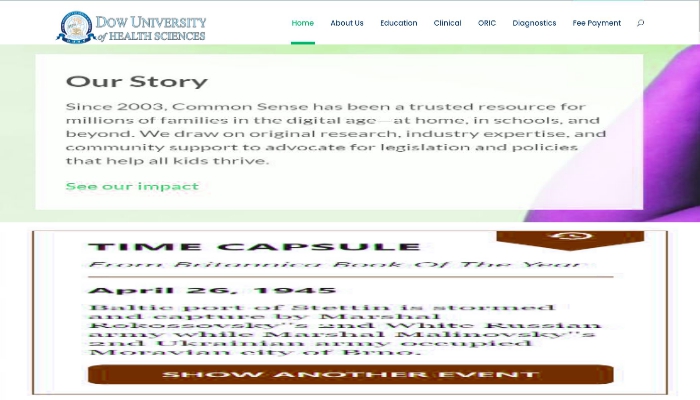 DOW UNIVERSITY
of HEALTH SCIENCES
Home About Us Education Clinical ORIC Diagnostics Fee Payment
Our Story
Since 2003, Common Sense has been a trusted resource for
millions of families in the digital age—at home, in schools, and
beyond. We draw on original research, industry expertise, and
community support to advocate for legislation and policies
that help all kids thrive.
See our impact
TIME CAPSULE
From Britannica Book Of The Year
April 26, 1945
Baltic port of Stettin is stormed
and capture by Marshal
Rokossovsky"s 2nd White Russian
army while Marshal Malinovsky"s
2nd Ukrainian army occupied
Moravian city of Brno.
SHOW ANOTHER EVENT